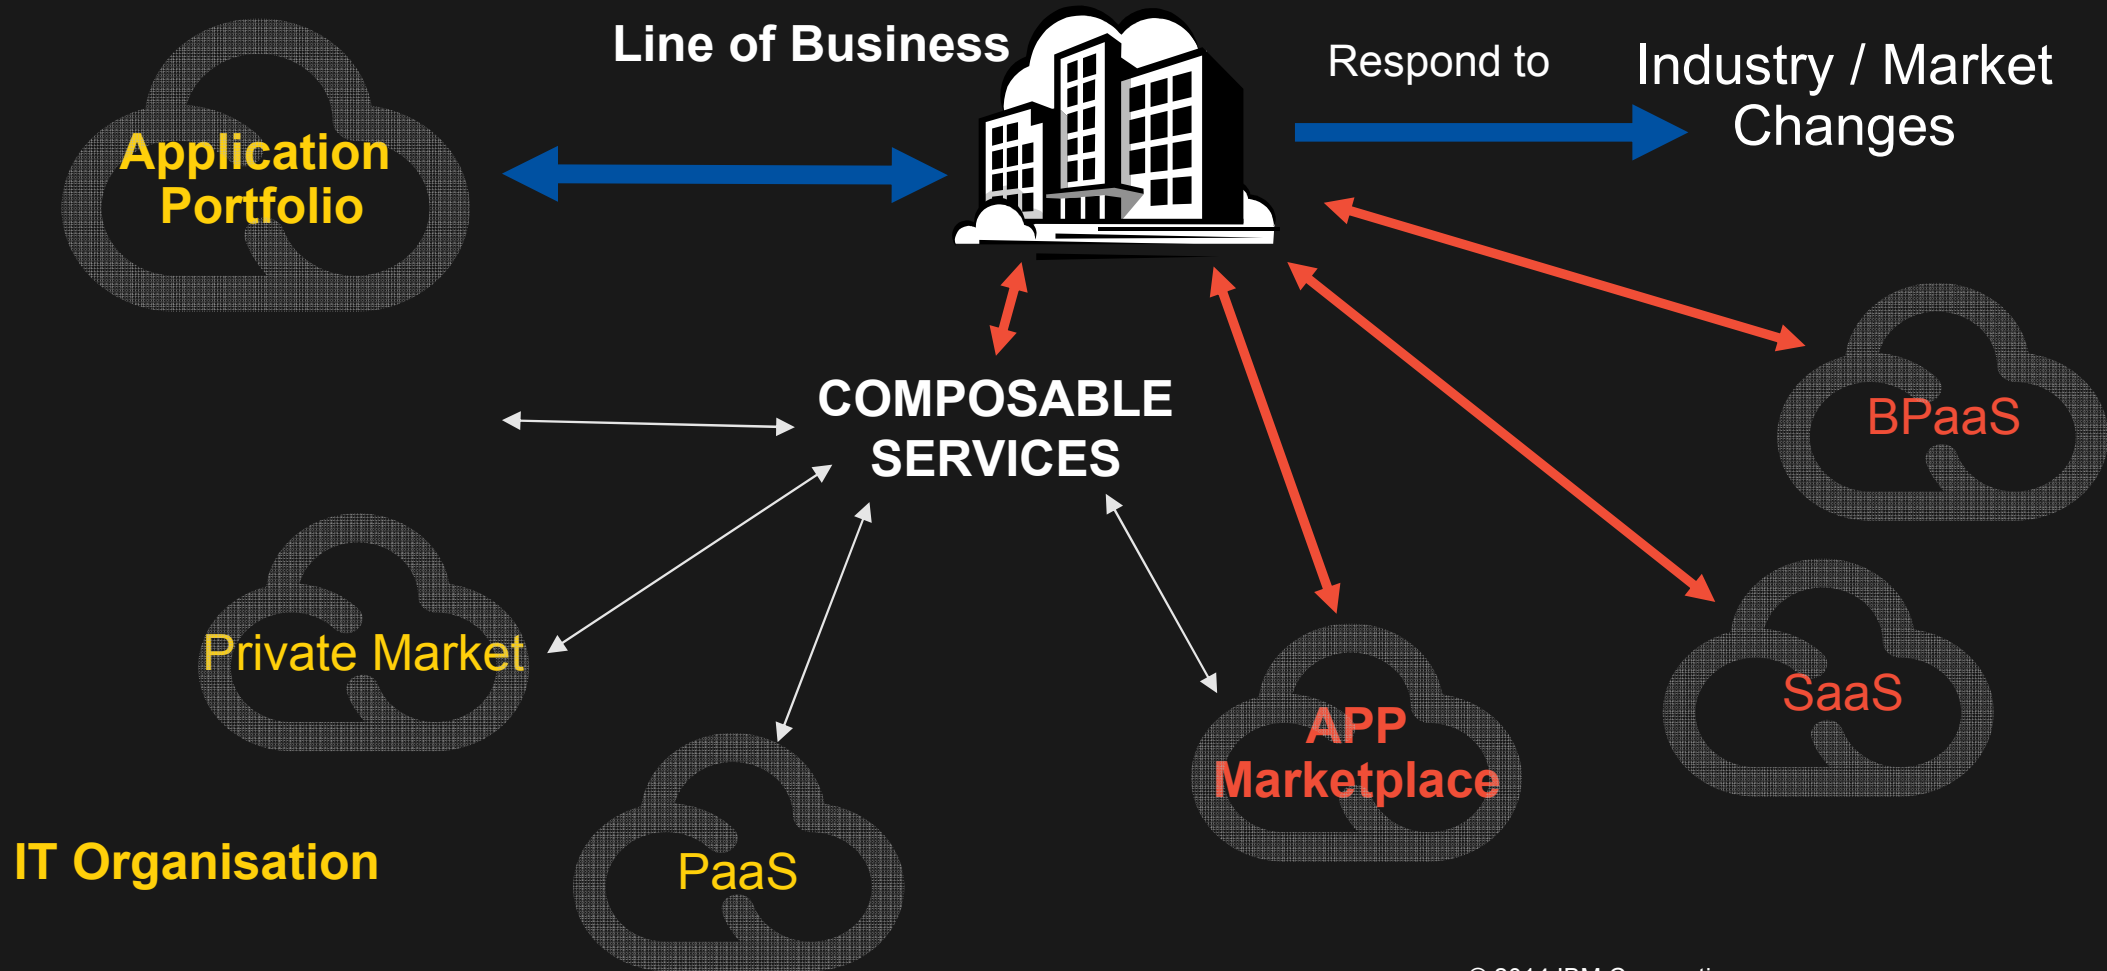 Line of Business
Respond to
Industry / Market
Changes
Application
Portfolio
COMPOSABLE
SERVICES
BPaaS
Private Market
SaaS
APP
Marketplace
IT Organisation
PaaS